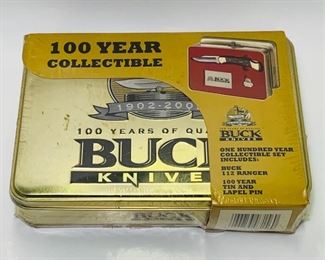 100 YEAR
COLLECTIBLE
1902-200
100 YEARS OF QUA
BUCK
KNIVE
BUCK
KNIVES
ONE HUNDRED YEAR
COLLECTIBLE SET
INCLUDES:
BUCK
112 RANGER
100 YEAR
TIN AND
LAPEL PIN